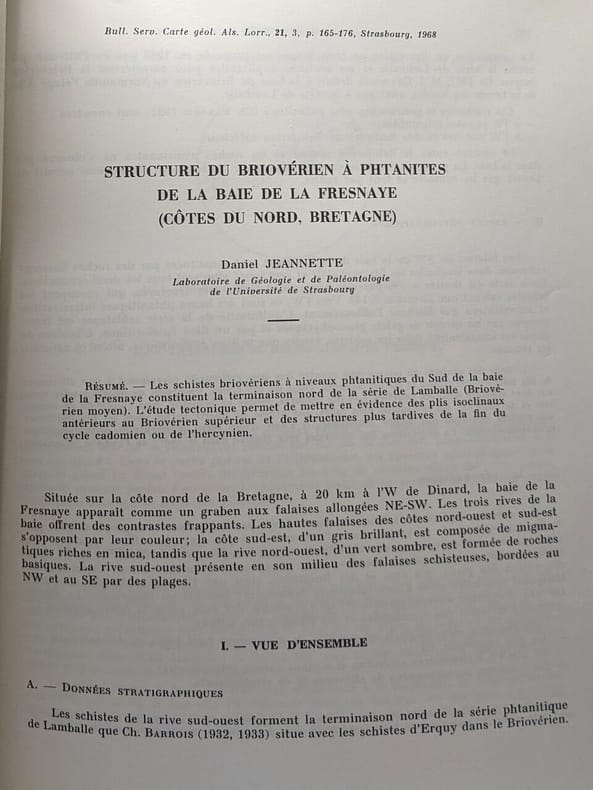 Bull. Serv. Carte géol. Als. Lorr., 21, 3, p. 165-176, Strasbourg, 1968
STRUCTURE DU BRIOVÉRIEN À PHTANITES
DE LA BAIE DE LA FRESNAYE
(CÔTES DU NORD, BRETAGNE)
Daniel JEANNETTE
Laboratoire de Géologie et de Paléontologie
de l'Université de Strasbourg
RÉSUMÉ. — Les schistes briovériens à niveaux phtanitiques du Sud de la baie
de la Fresnaye constituent la terminaison nord de la série de Lamballe (Briové-
rien moyen). L'étude tectonique permet de mettre en évidence des plis isoclinaux
antérieurs au Briovérien supérieur et des structures plus tardives de la fin du
cycle cadomien ou de l'hercynien.
Située sur la côte nord de la Bretagne, à 20 km à l'W de Dinard, la baie de la
Fresnaye apparaît comme un graben aux falaises allongées NE-SW. Les trois rives de la
baie offrent des contrastes frappants. Les hautes falaises des côtes nord-ouest et sud-est
s'opposent par leur couleur; la côte sud-est, d'un gris brillant, est composée de migma-
tiques riches en mica, tandis que la rive nord-ouest, d'un vert sombre, est formée de roches
basiques. La rive sud-ouest présente en son milieu des falaises schisteuses, bordées au
NW et au SE par des plages.
I. — VUE D'ENSEMBLE
A. — DONNÉES STRATIGRAPHIQUES
Les schistes de la rive sud-ouest forment la terminaison nord de la série phtanitique
de Lamballe que Ch. BARROIS (1932, 1933) situe avec les schistes d'Erquy dans le Briovérien.